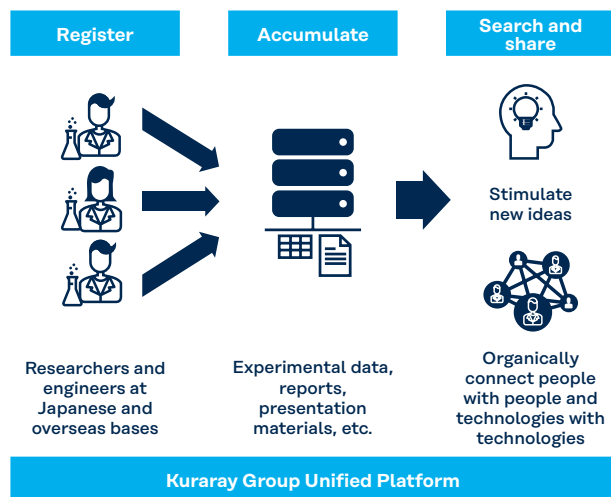 Register
Accumulate
Search and
share
Stimulate
new ideas
Researchers and
engineers at
Japanese and
overseas bases
Experimental data,
reports,
presentation
materials, etc.
Organically
connect people
with people and
technologies with
technologies
Kuraray Group Unified Platform